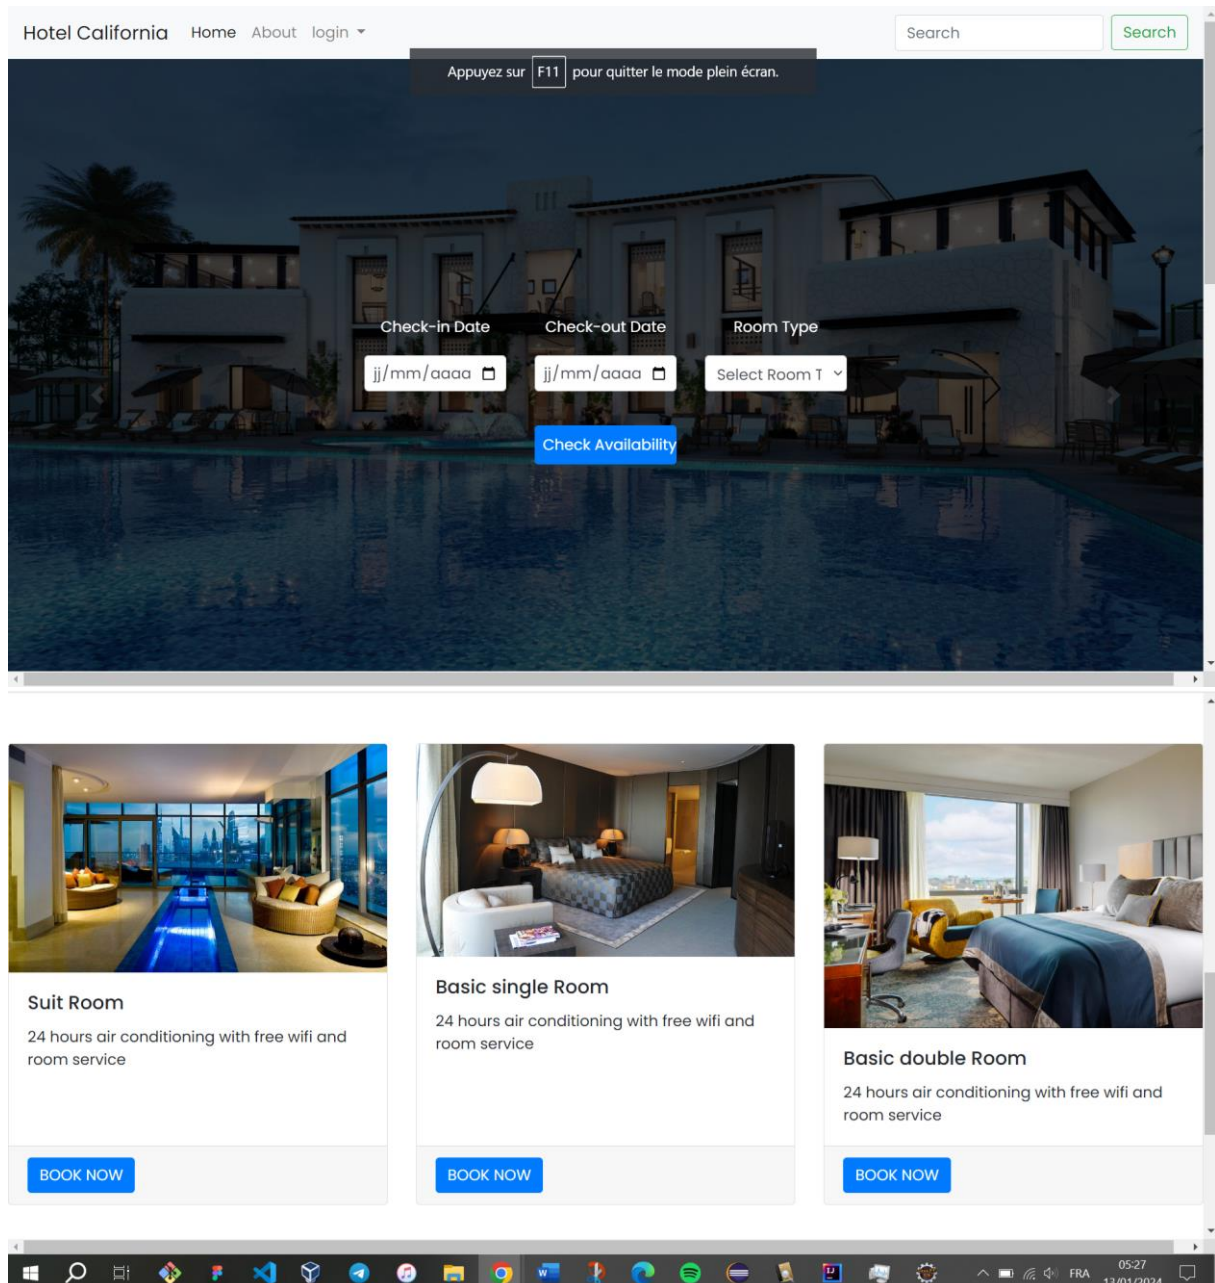 Hotel California Home About login Search Search
Appuyez sur F11 pour quitter le mode plein écran.
Check-in Date Check-out Date Room Type
jj/mm/aaaa jj/mm/aaaa Select Room T
Check Availability
Suit Room
24 hours air conditioning with free wifi and
room service
BOOK NOW
Basic single Room
24 hours air conditioning with free wifi and
room service
BOOK NOW
Basic double Room
24 hours air conditioning with free wifi and
room service
BOOK NOW
FRA
05:27
13/01/2024